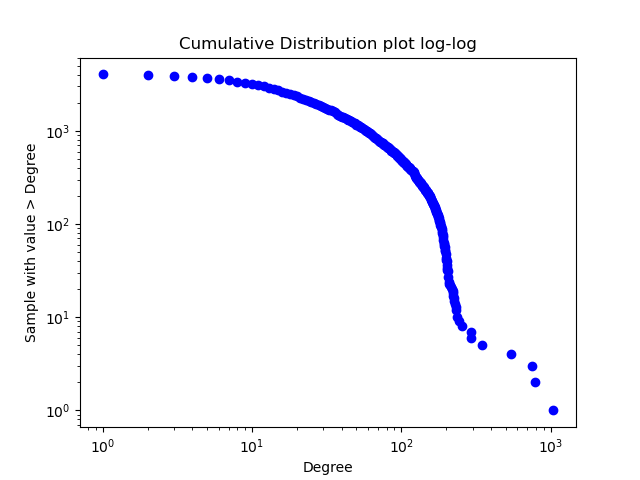 Cumulative Distribution plot log-log
Sample with value > Degree
10³
10²
10¹
10⁰
10⁰ 10¹ 10² 10³
Degree